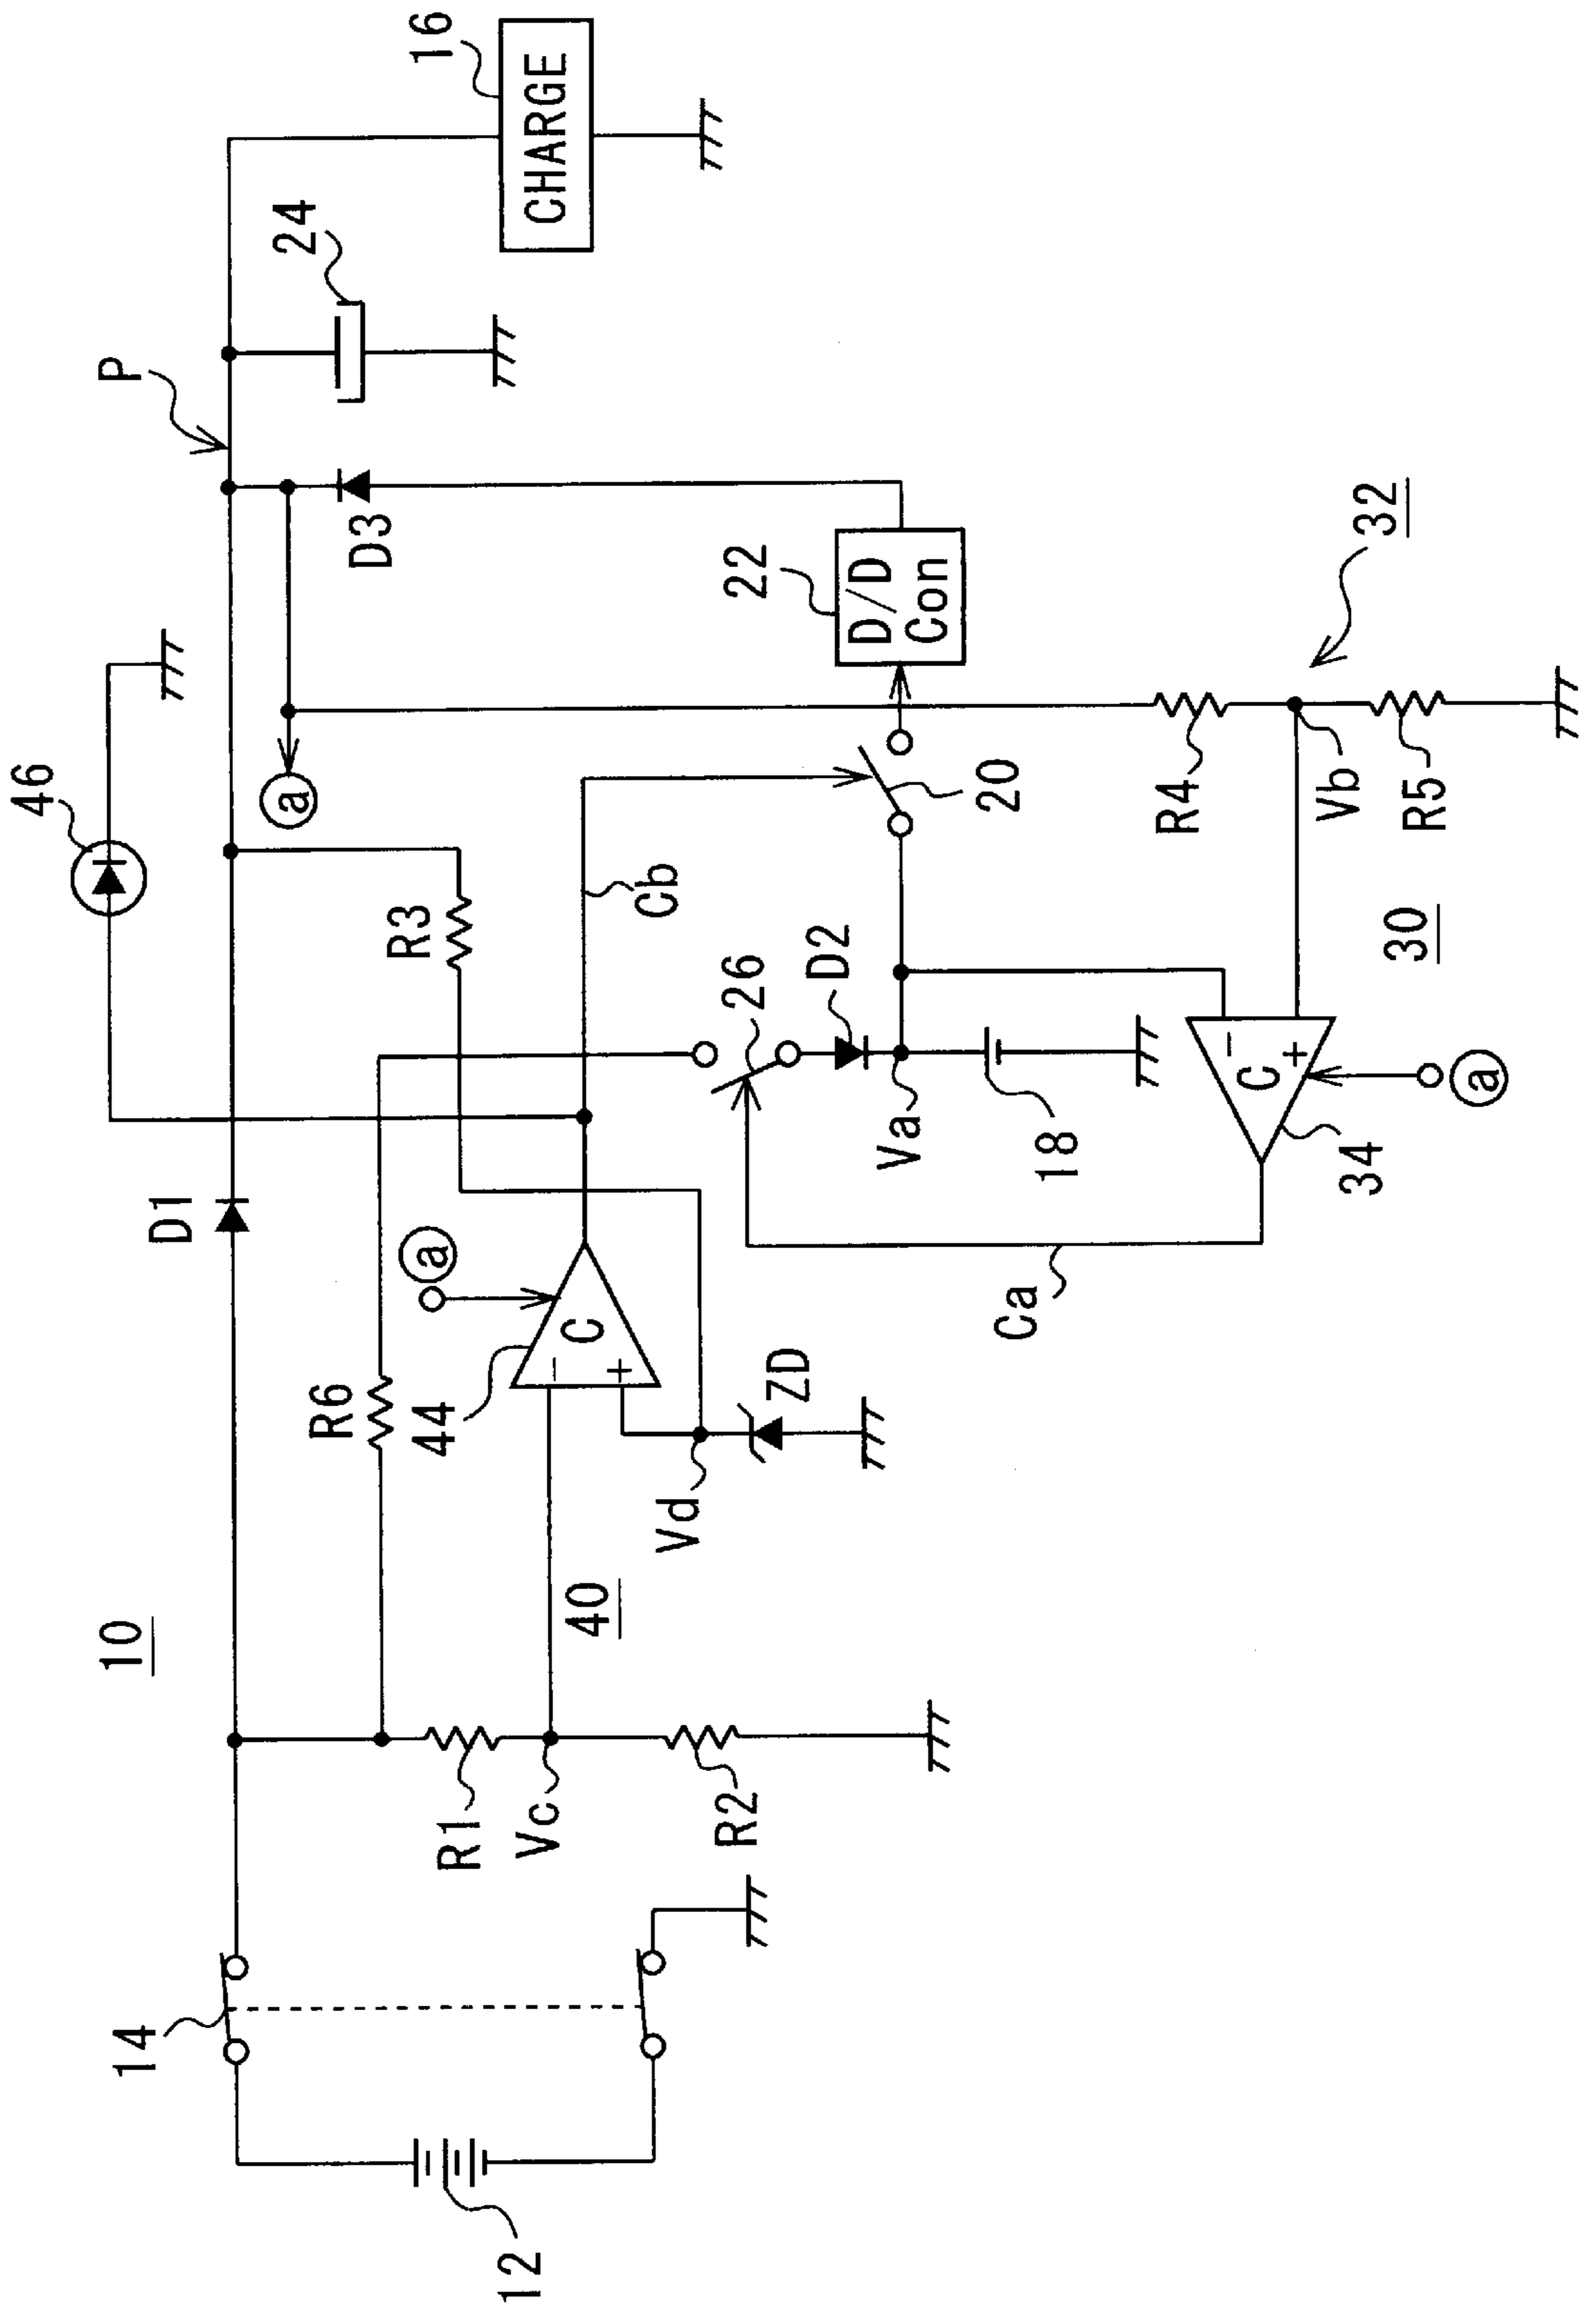 10
46
P
16
CHARGE
24
D1
14
a
D3
R6
a
R3
44
C
−
+
Cb
22
D/D
Con
12
R1
Vc
40
Vd
ZD
26
D2
20
R2
Va
18
Ca
R4
32
Vb
R5
30
C
−
+
34
a